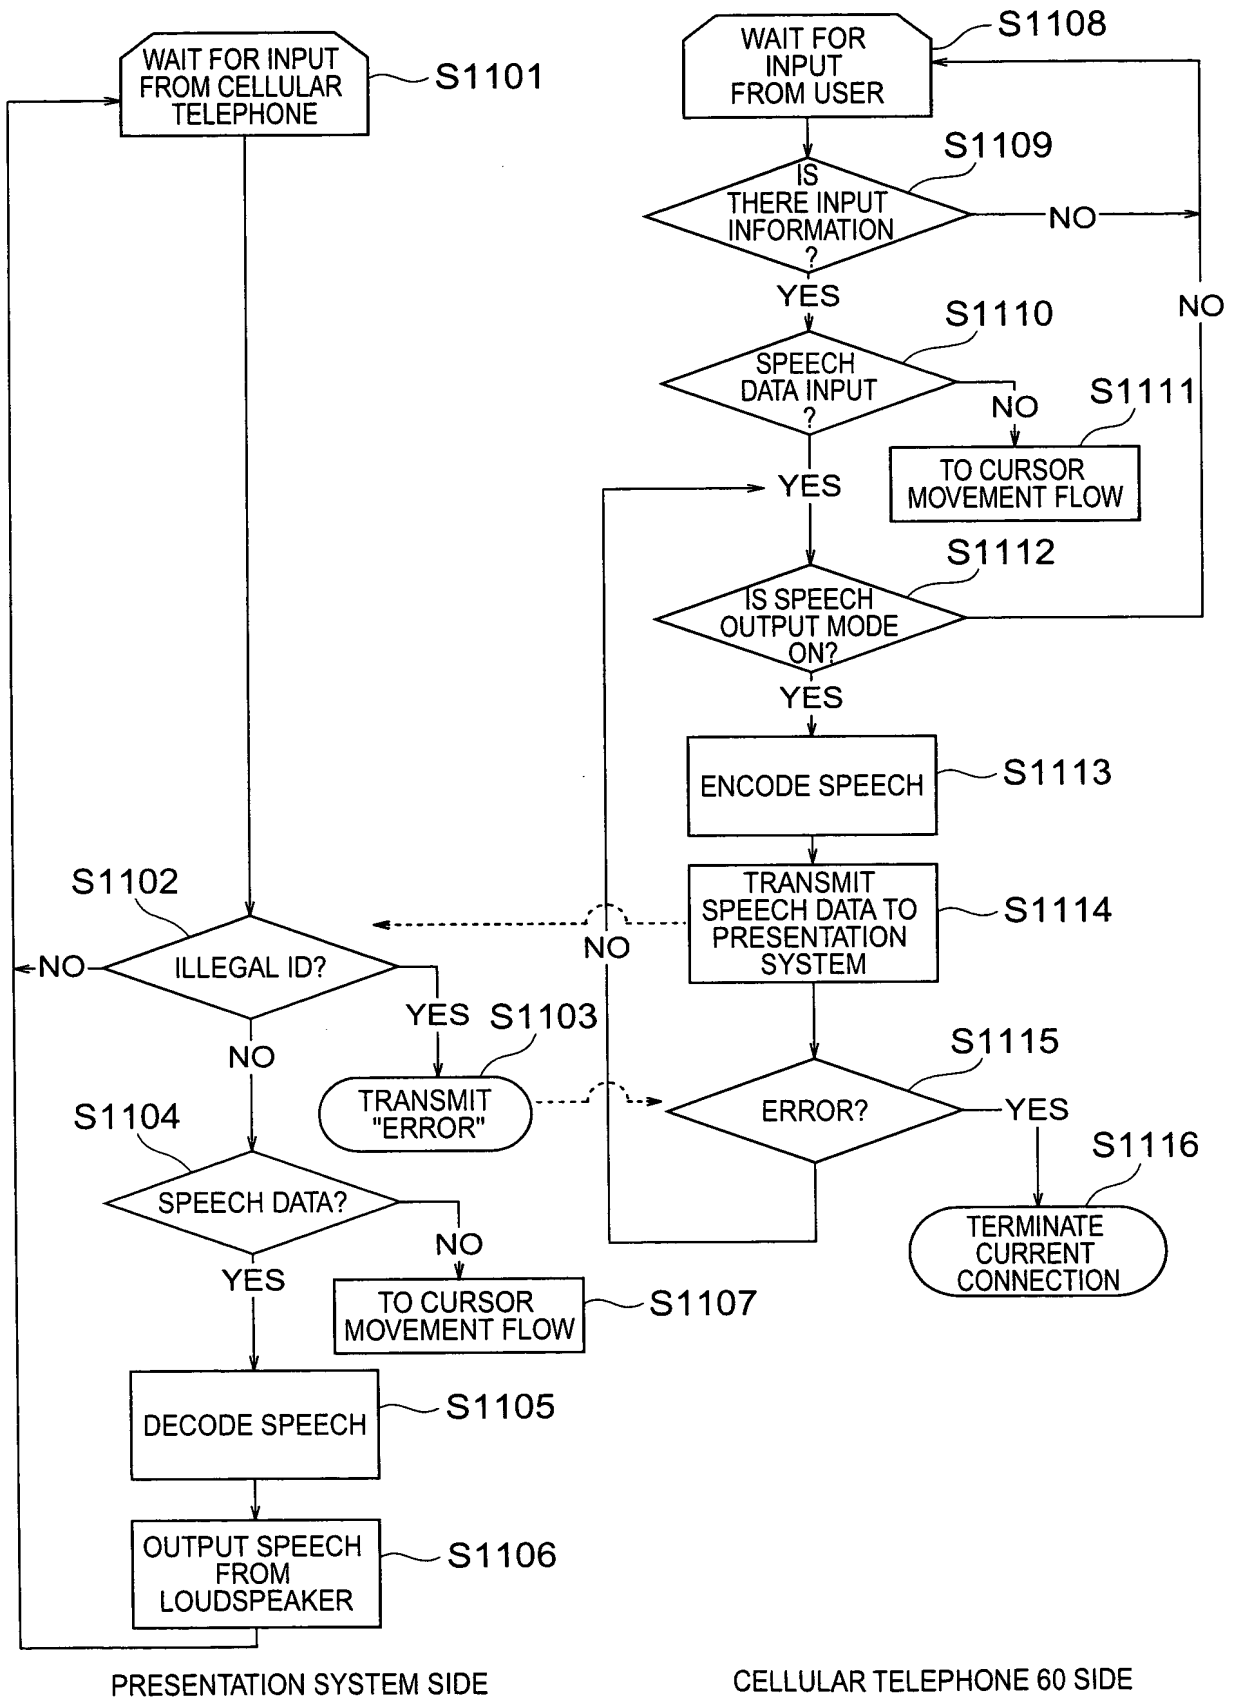 WAIT FOR INPUT
FROM CELLULAR
TELEPHONE
S1101
S1102
ILLEGAL ID?
NO
YES
NO
S1103
TRANSMIT
"ERROR"
S1104
SPEECH DATA?
NO
YES
TO CURSOR
MOVEMENT FLOW
S1107
DECODE SPEECH
S1105
OUTPUT SPEECH
FROM
LOUDSPEAKER
S1106
PRESENTATION SYSTEM SIDE
WAIT FOR
INPUT
FROM USER
S1108
S1109
IS
THERE INPUT
INFORMATION
?
NO
YES
NO
S1110
SPEECH
DATA INPUT
?
NO
S1111
TO CURSOR
MOVEMENT FLOW
YES
S1112
IS SPEECH
OUTPUT MODE
ON?
YES
ENCODE SPEECH
S1113
TRANSMIT
SPEECH DATA TO
PRESENTATION
SYSTEM
S1114
NO
S1115
ERROR?
YES
S1116
TERMINATE
CURRENT
CONNECTION
CELLULAR TELEPHONE 60 SIDE